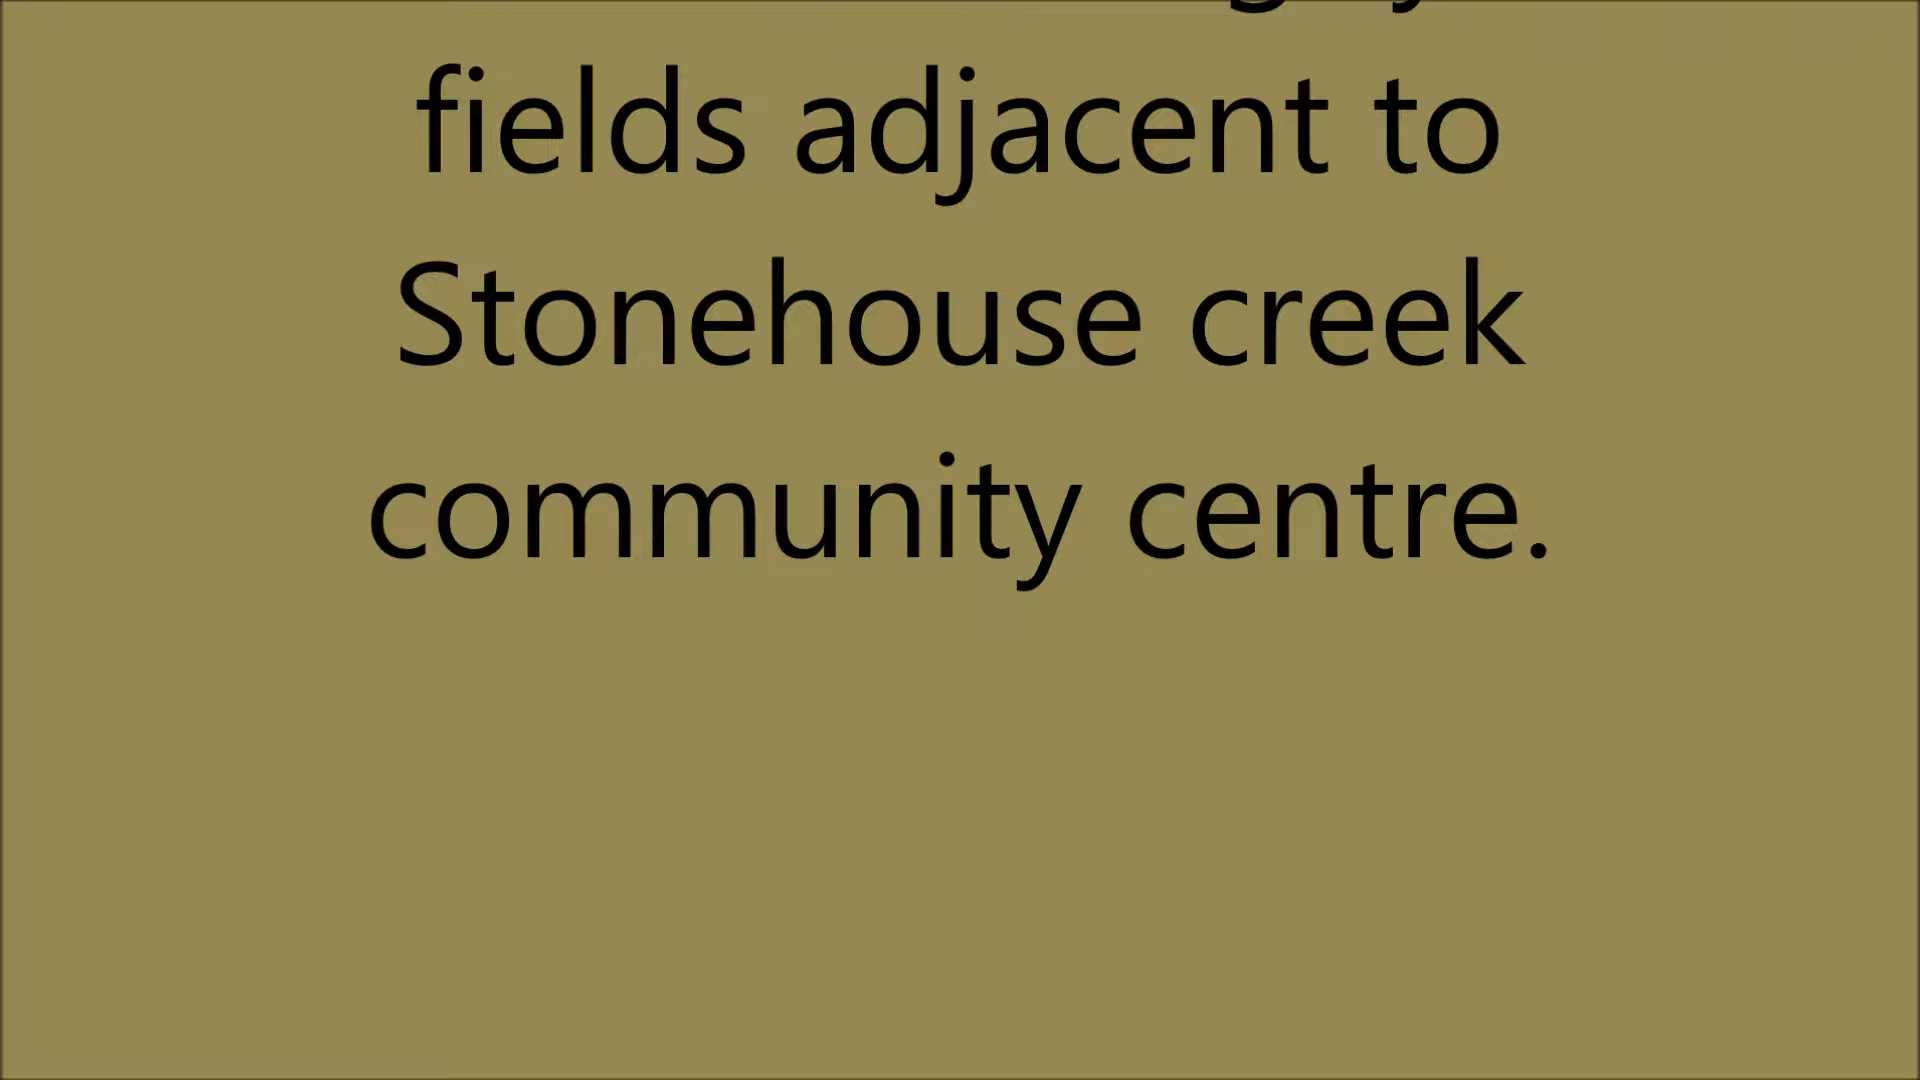 fields adjacent to
Stonehouse creek
community centre.